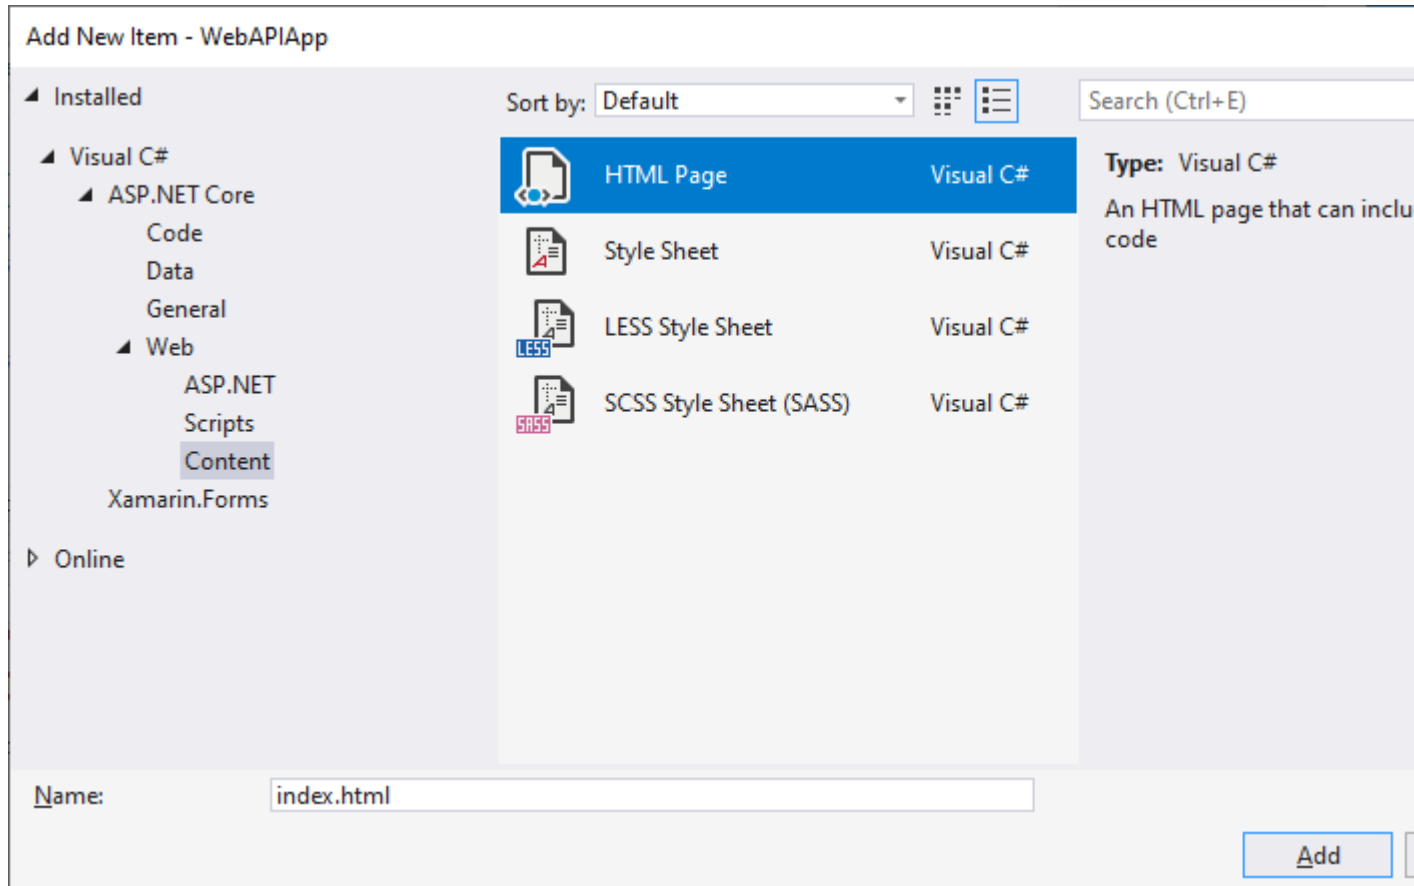 Add New Item - WebAPIApp
Installed
Sort by: Default
Search (Ctrl+E)
Visual C#
ASP.NET Core
Code
Data
General
Web
ASP.NET
Scripts
Content
Xamarin.Forms
Online
HTML Page Visual C#
Style Sheet Visual C#
LESS
LESS Style Sheet Visual C#
SASS
SCSS Style Sheet (SASS) Visual C#
Type: Visual C#
An HTML page that can inclu
code
Name: index.html
Add